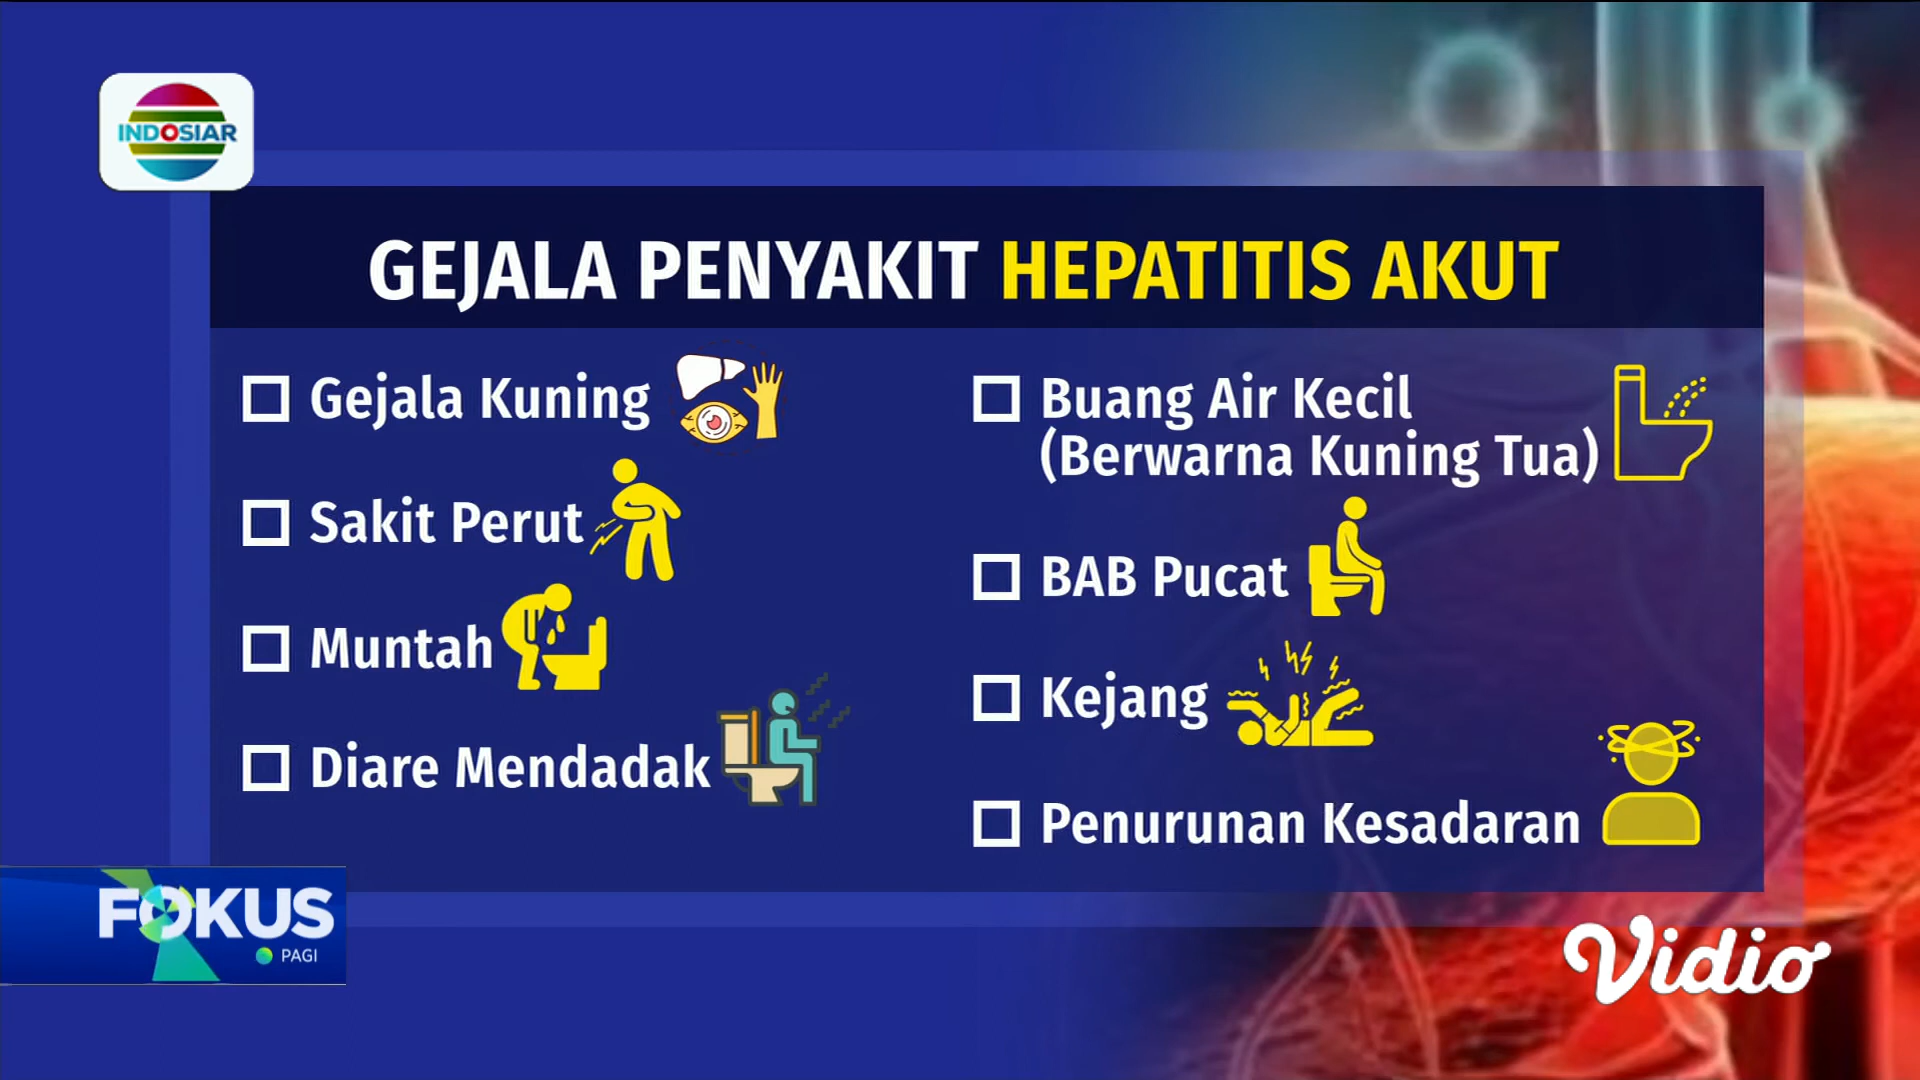 INDOSIAR
GEJALA PENYAKIT HEPATITIS AKUT
Gejala Kuning
Sakit Perut
Muntah
Diare Mendadak
Buang Air Kecil
(Berwarna Kuning Tua)
BAB Pucat
Kejang
Penurunan Kesadaran
FOKUS
PAGI
Vidio